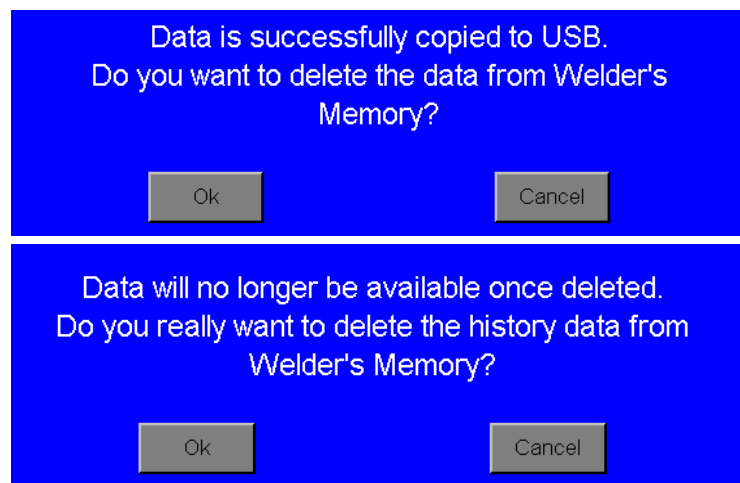 Data is successfully copied to USB.
Do you want to delete the data from Welder's
Memory?
Ok
Cancel
Data will no longer be available once deleted.
Do you really want to delete the history data from
Welder's Memory?
Ok
Cancel